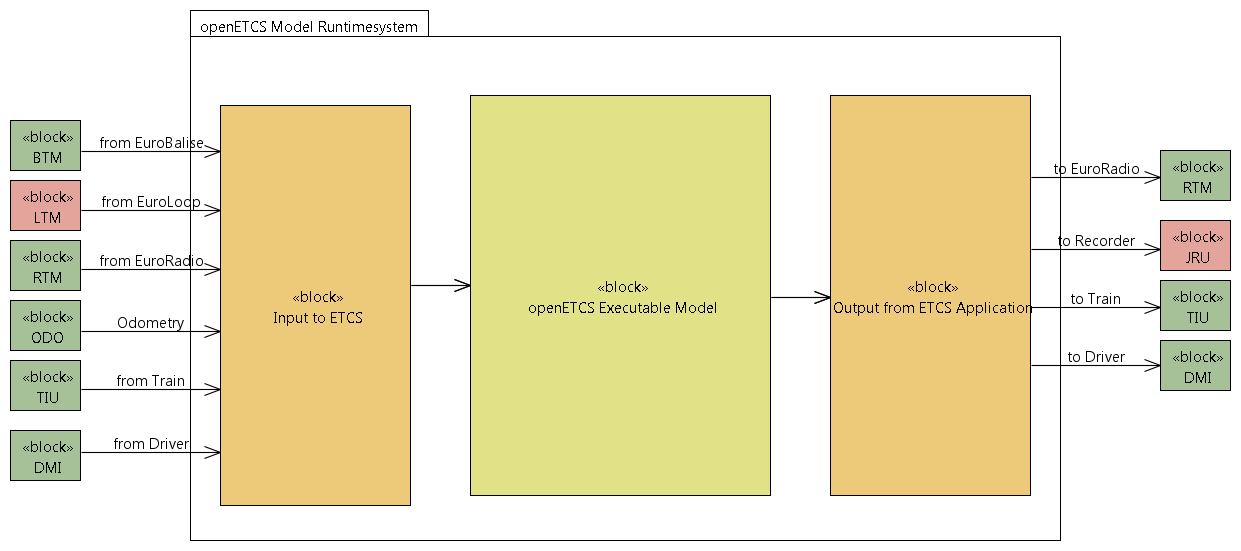 openETCS Model Runtimesystem
«block»
BTM
from EuroBalise
«block»
LTM
from EuroLoop
«block»
RTM
from EuroRadio
«block»
ODO
Odometry
«block»
TIU
from Train
«block»
DMI
from Driver
«block»
Input to ETCS
«block»
openETCS Executable Model
«block»
Output from ETCS Application
to EuroRadio
«block»
RTM
to Recorder
«block»
JRU
to Train
«block»
TIU
to Driver
«block»
DMI